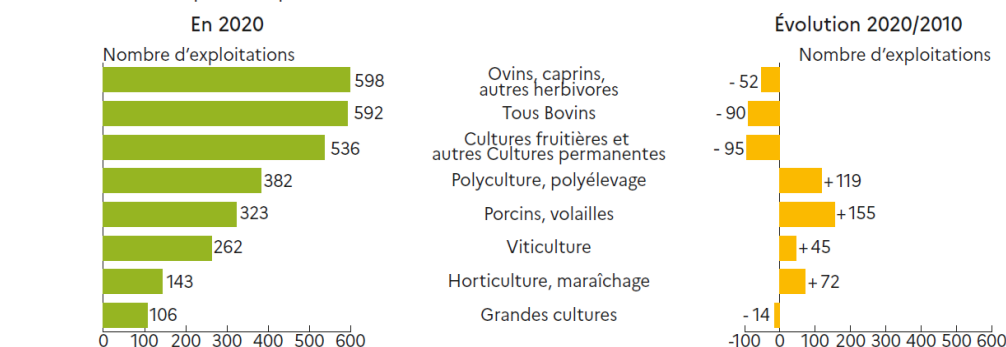 En 2020
Évolution 2020/2010
Nombre d'exploitations
Nombre d'exploitations
598
Ovins, caprins,
autres herbivores
- 52
592
Tous Bovins
- 90
536
Cultures fruitières et
autres Cultures permanentes
- 95
382
Polyculture, polyélevage
+ 119
323
Porcins, volailles
+ 155
262
Viticulture
+ 45
143
Horticulture, maraîchage
+ 72
106
Grandes cultures
- 14
0 100 200 300 400 500 600
-100 0 100 200 300 400 500 600